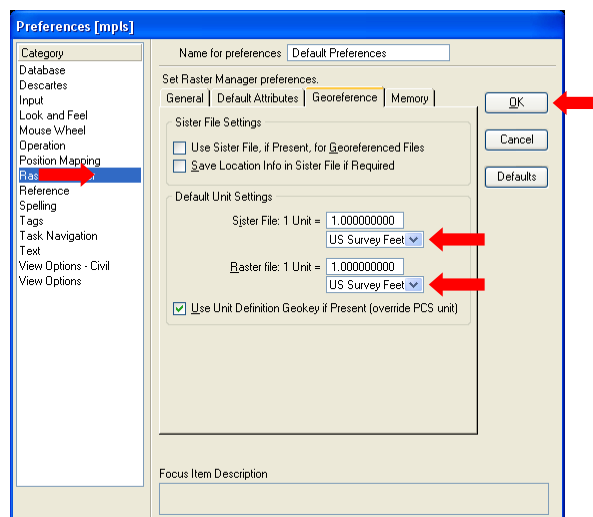 Preferences [mpls]
Category
Database
Descartes
Input
Look and Feel
Mouse Wheel
Operation
Position Mapping
Reference
Spelling
Tags
Task Navigation
Text
View Options - Civil
View Options
Name for preferences Default Preferences
Set Raster Manager preferences.
General Default Attributes Georeference Memory
Sister File Settings
Use Sister File, if Present, for Georeferenced Files
Save Location Info in Sister File if Required
Default Unit Settings
Sister File: 1 Unit = 1.000000000
US Survey Feet
Raster file: 1 Unit = 1.000000000
US Survey Feet
Use Unit Definition Geokey if Present (override PCS unit)
OK
Cancel
Defaults
Focus Item Description